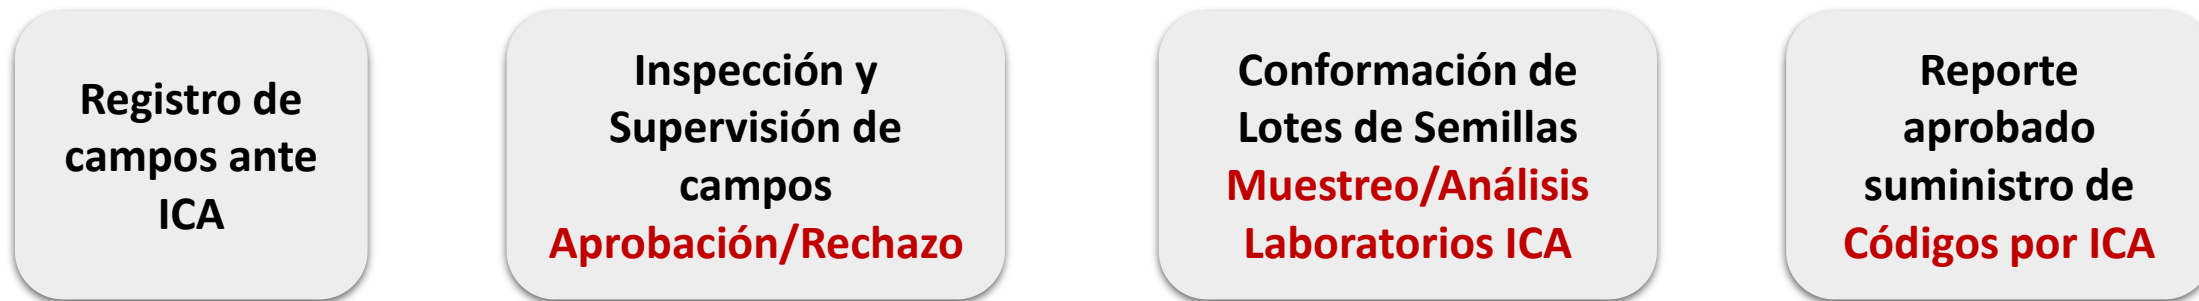 Registro de
campos ante
ICA
Inspección y
Supervisión de
campos
Aprobación/Rechazo
Conformación de
Lotes de Semillas
Muestreo/Análisis
Laboratorios ICA
Reporte
aprobado
suministro de
Códigos por ICA